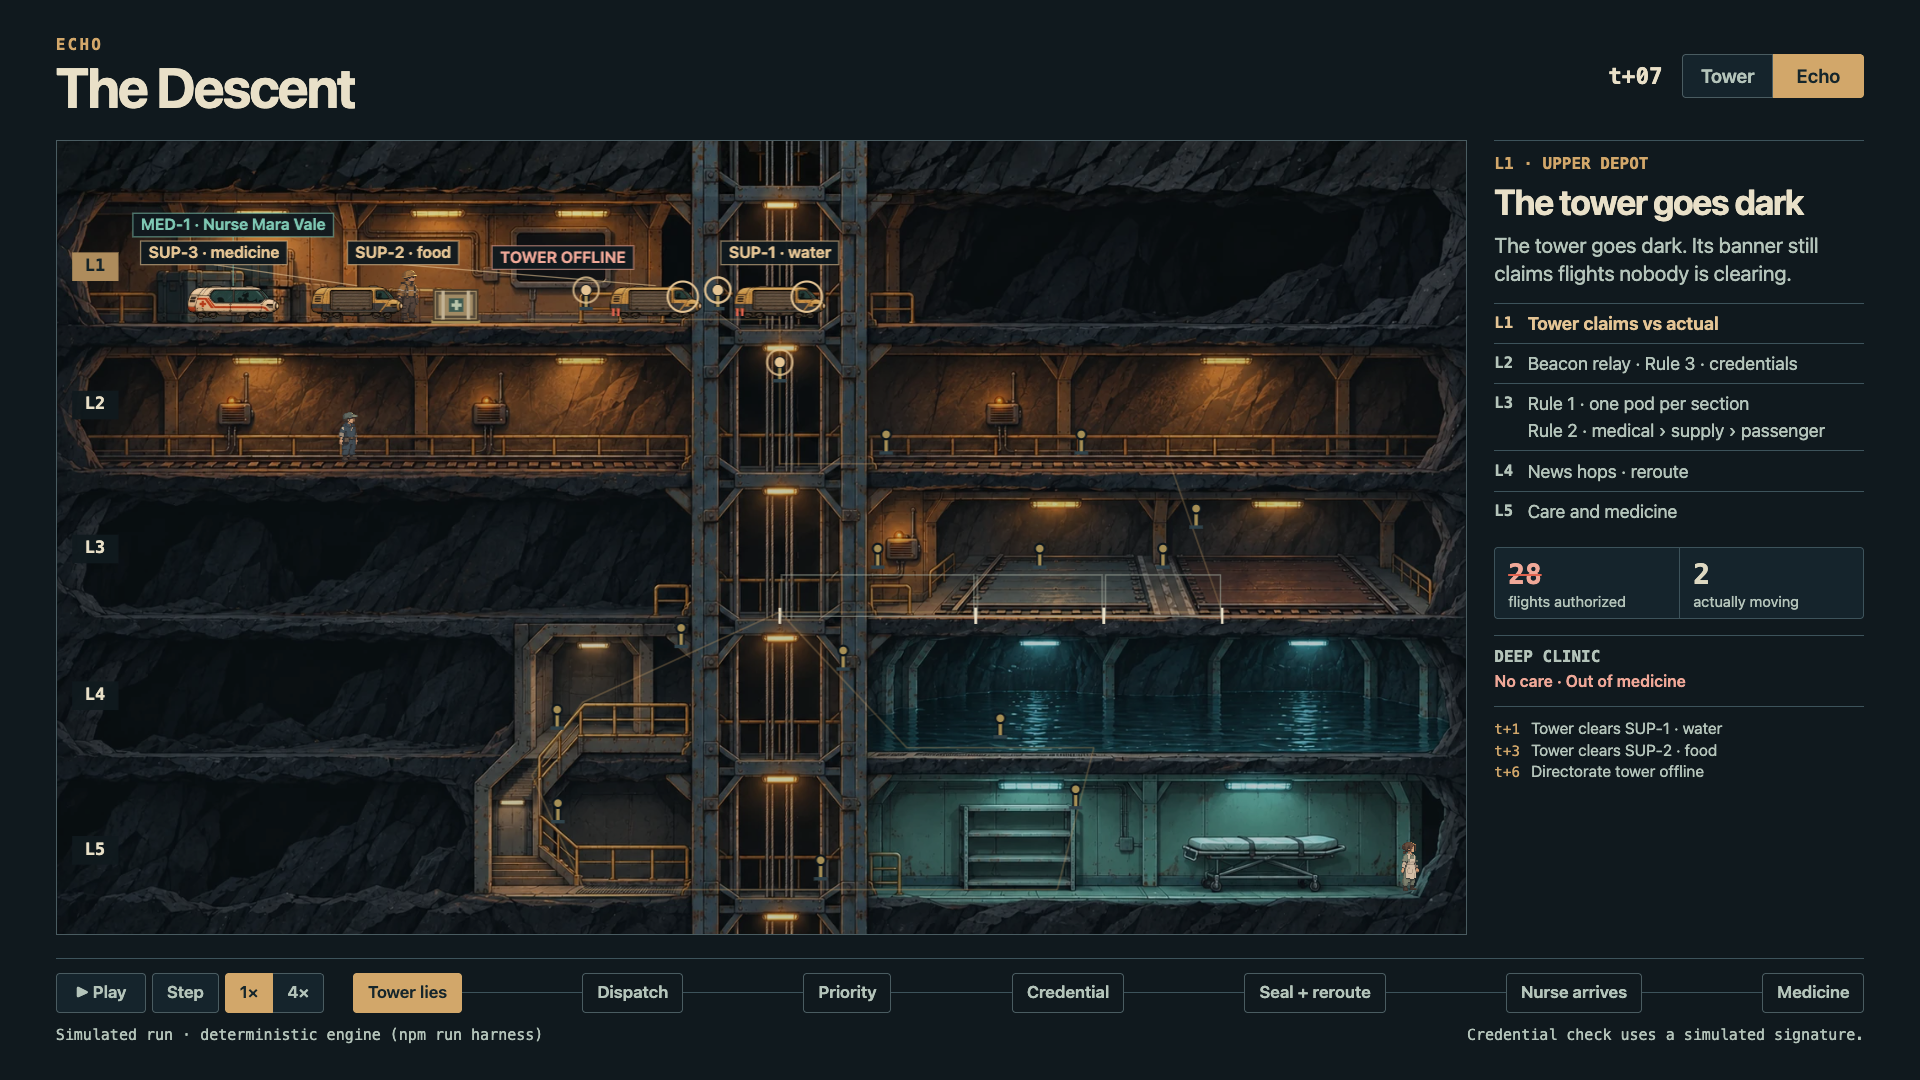 ECHO
The Descent
t+07
Tower
Echo
MED-1 · Nurse Mara Vale
SUP-3 · medicine
SUP-2 · food
TOWER OFFLINE
SUP-1 · water
L1
L2
L3
L4
L5
L1 · UPPER DEPOT
The tower goes dark
The tower goes dark. Its banner still
claims flights nobody is clearing.
L1 Tower claims vs actual
L2 Beacon relay · Rule 3 · credentials
L3 Rule 1 · one pod per section
Rule 2 · medical › supply › passenger
L4 News hops · reroute
L5 Care and medicine
28
flights authorized
2
actually moving
DEEP CLINIC
No care · Out of medicine
t+1 Tower clears SUP-1 · water
t+3 Tower clears SUP-2 · food
t+6 Directorate tower offline
▶ Play
Step
1×
4×
Tower lies
Dispatch
Priority
Credential
Seal + reroute
Nurse arrives
Medicine
Simulated run · deterministic engine (npm run harness)
Credential check uses a simulated signature.